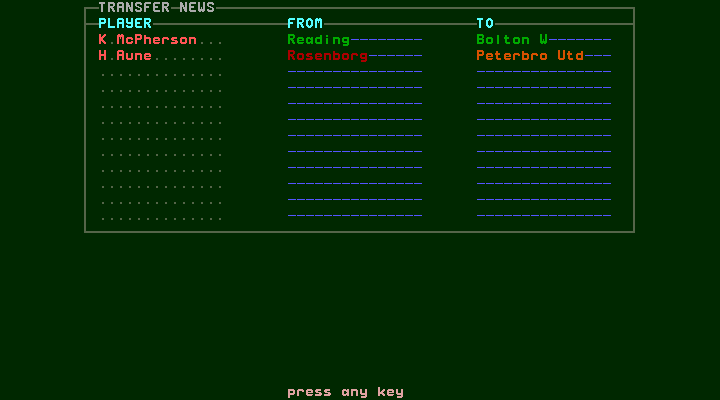 TRANSFER NEWS
PLAYER FROM TO
K.McPherson... Reading Bolton W
H.Aune........ Rosenborg Peterbro Utd
..............
..............
..............
..............
..............
..............
..............
..............
..............
..............
press any key